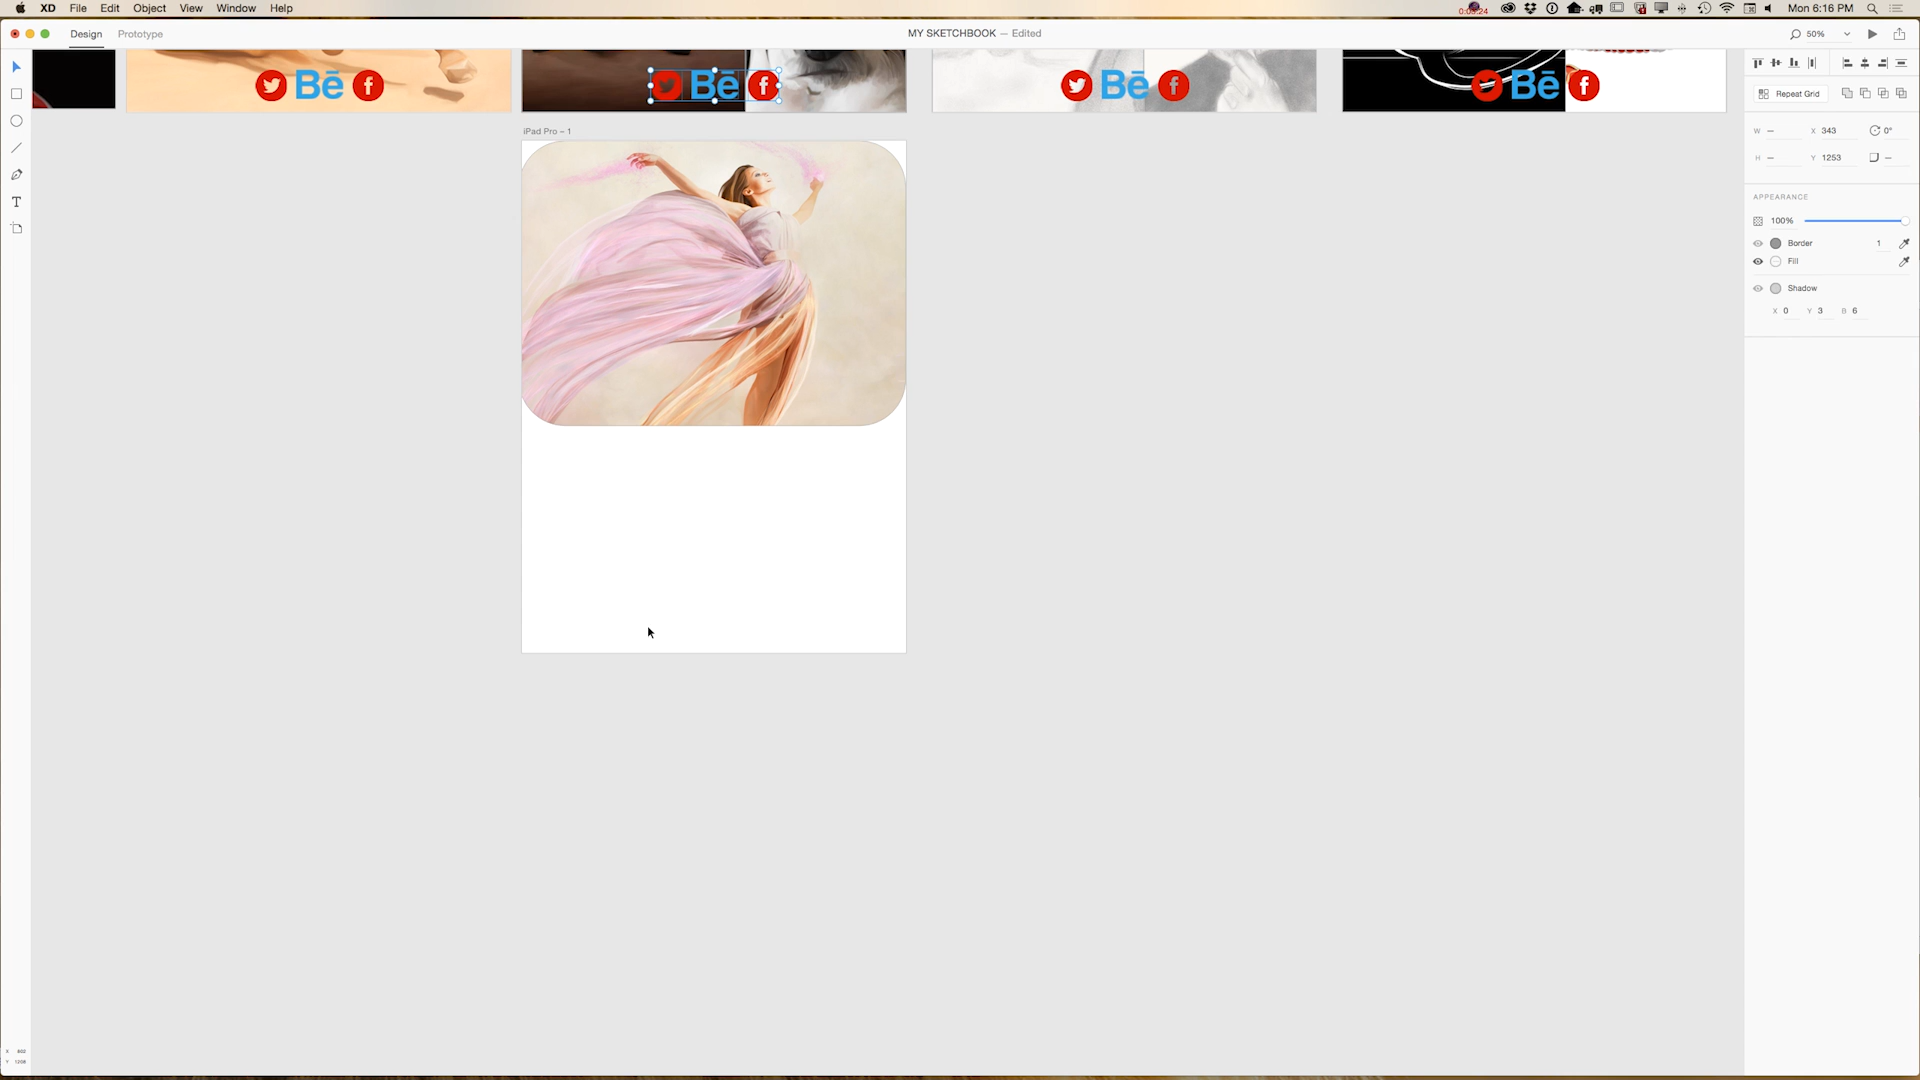 XD File Edit Object View Window Help
Mon 6:16 PM
Design Prototype
MY SKETCHBOOK — Edited
50%
Bē f
Bē f
Bē f
Bē f
Repeat Grid
iPad Pro – 1
W – X 343 0°
H – Y 1253 –
APPEARANCE
100%
Border 1
Fill
Shadow
X 0 Y 3 B 6
T
X 602
Y 1208